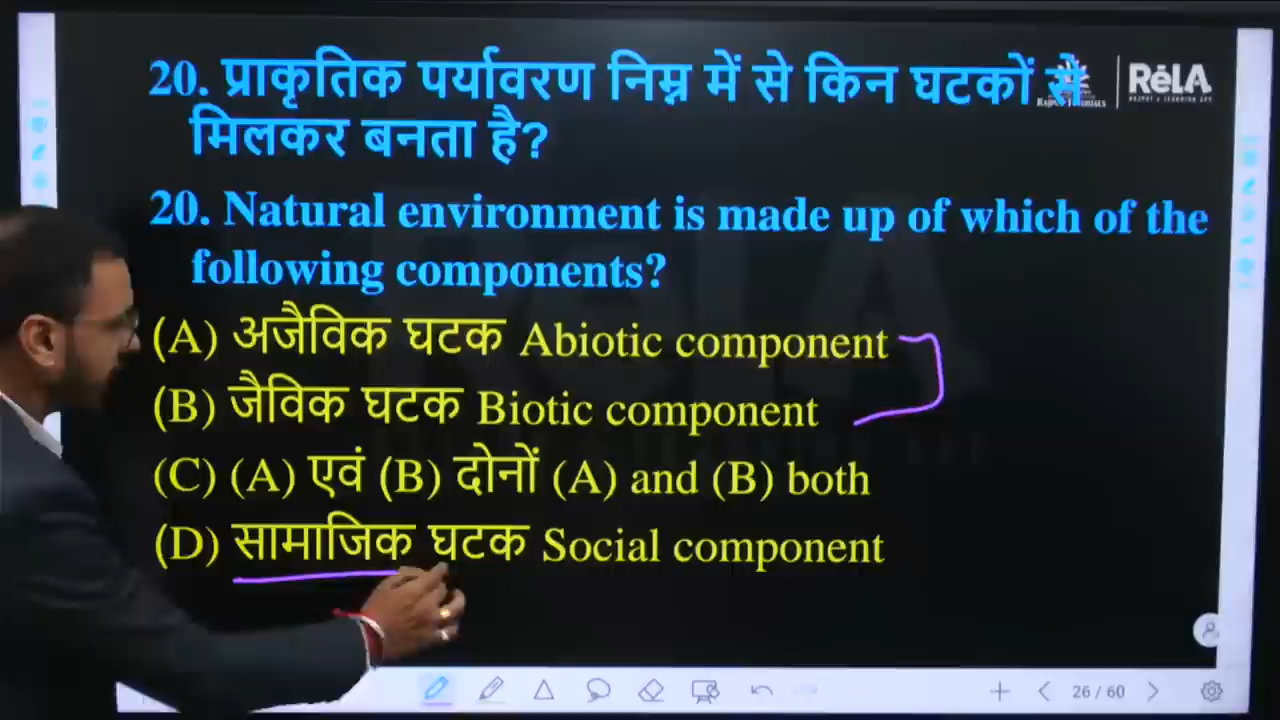 20. प्राकृतिक पर्यावरण निम्न में से किन घटकों से
RėLA
मिलकर बनता है?
20. Natural environment is made up of which of the
following components?
(A) अजैविक घटक Abiotic component
(B) जैविक घटक Biotic component
(C) (A) एवं (B) दोनों (A) and (B) both
(D) सामाजिक घटक Social component
26 / 60